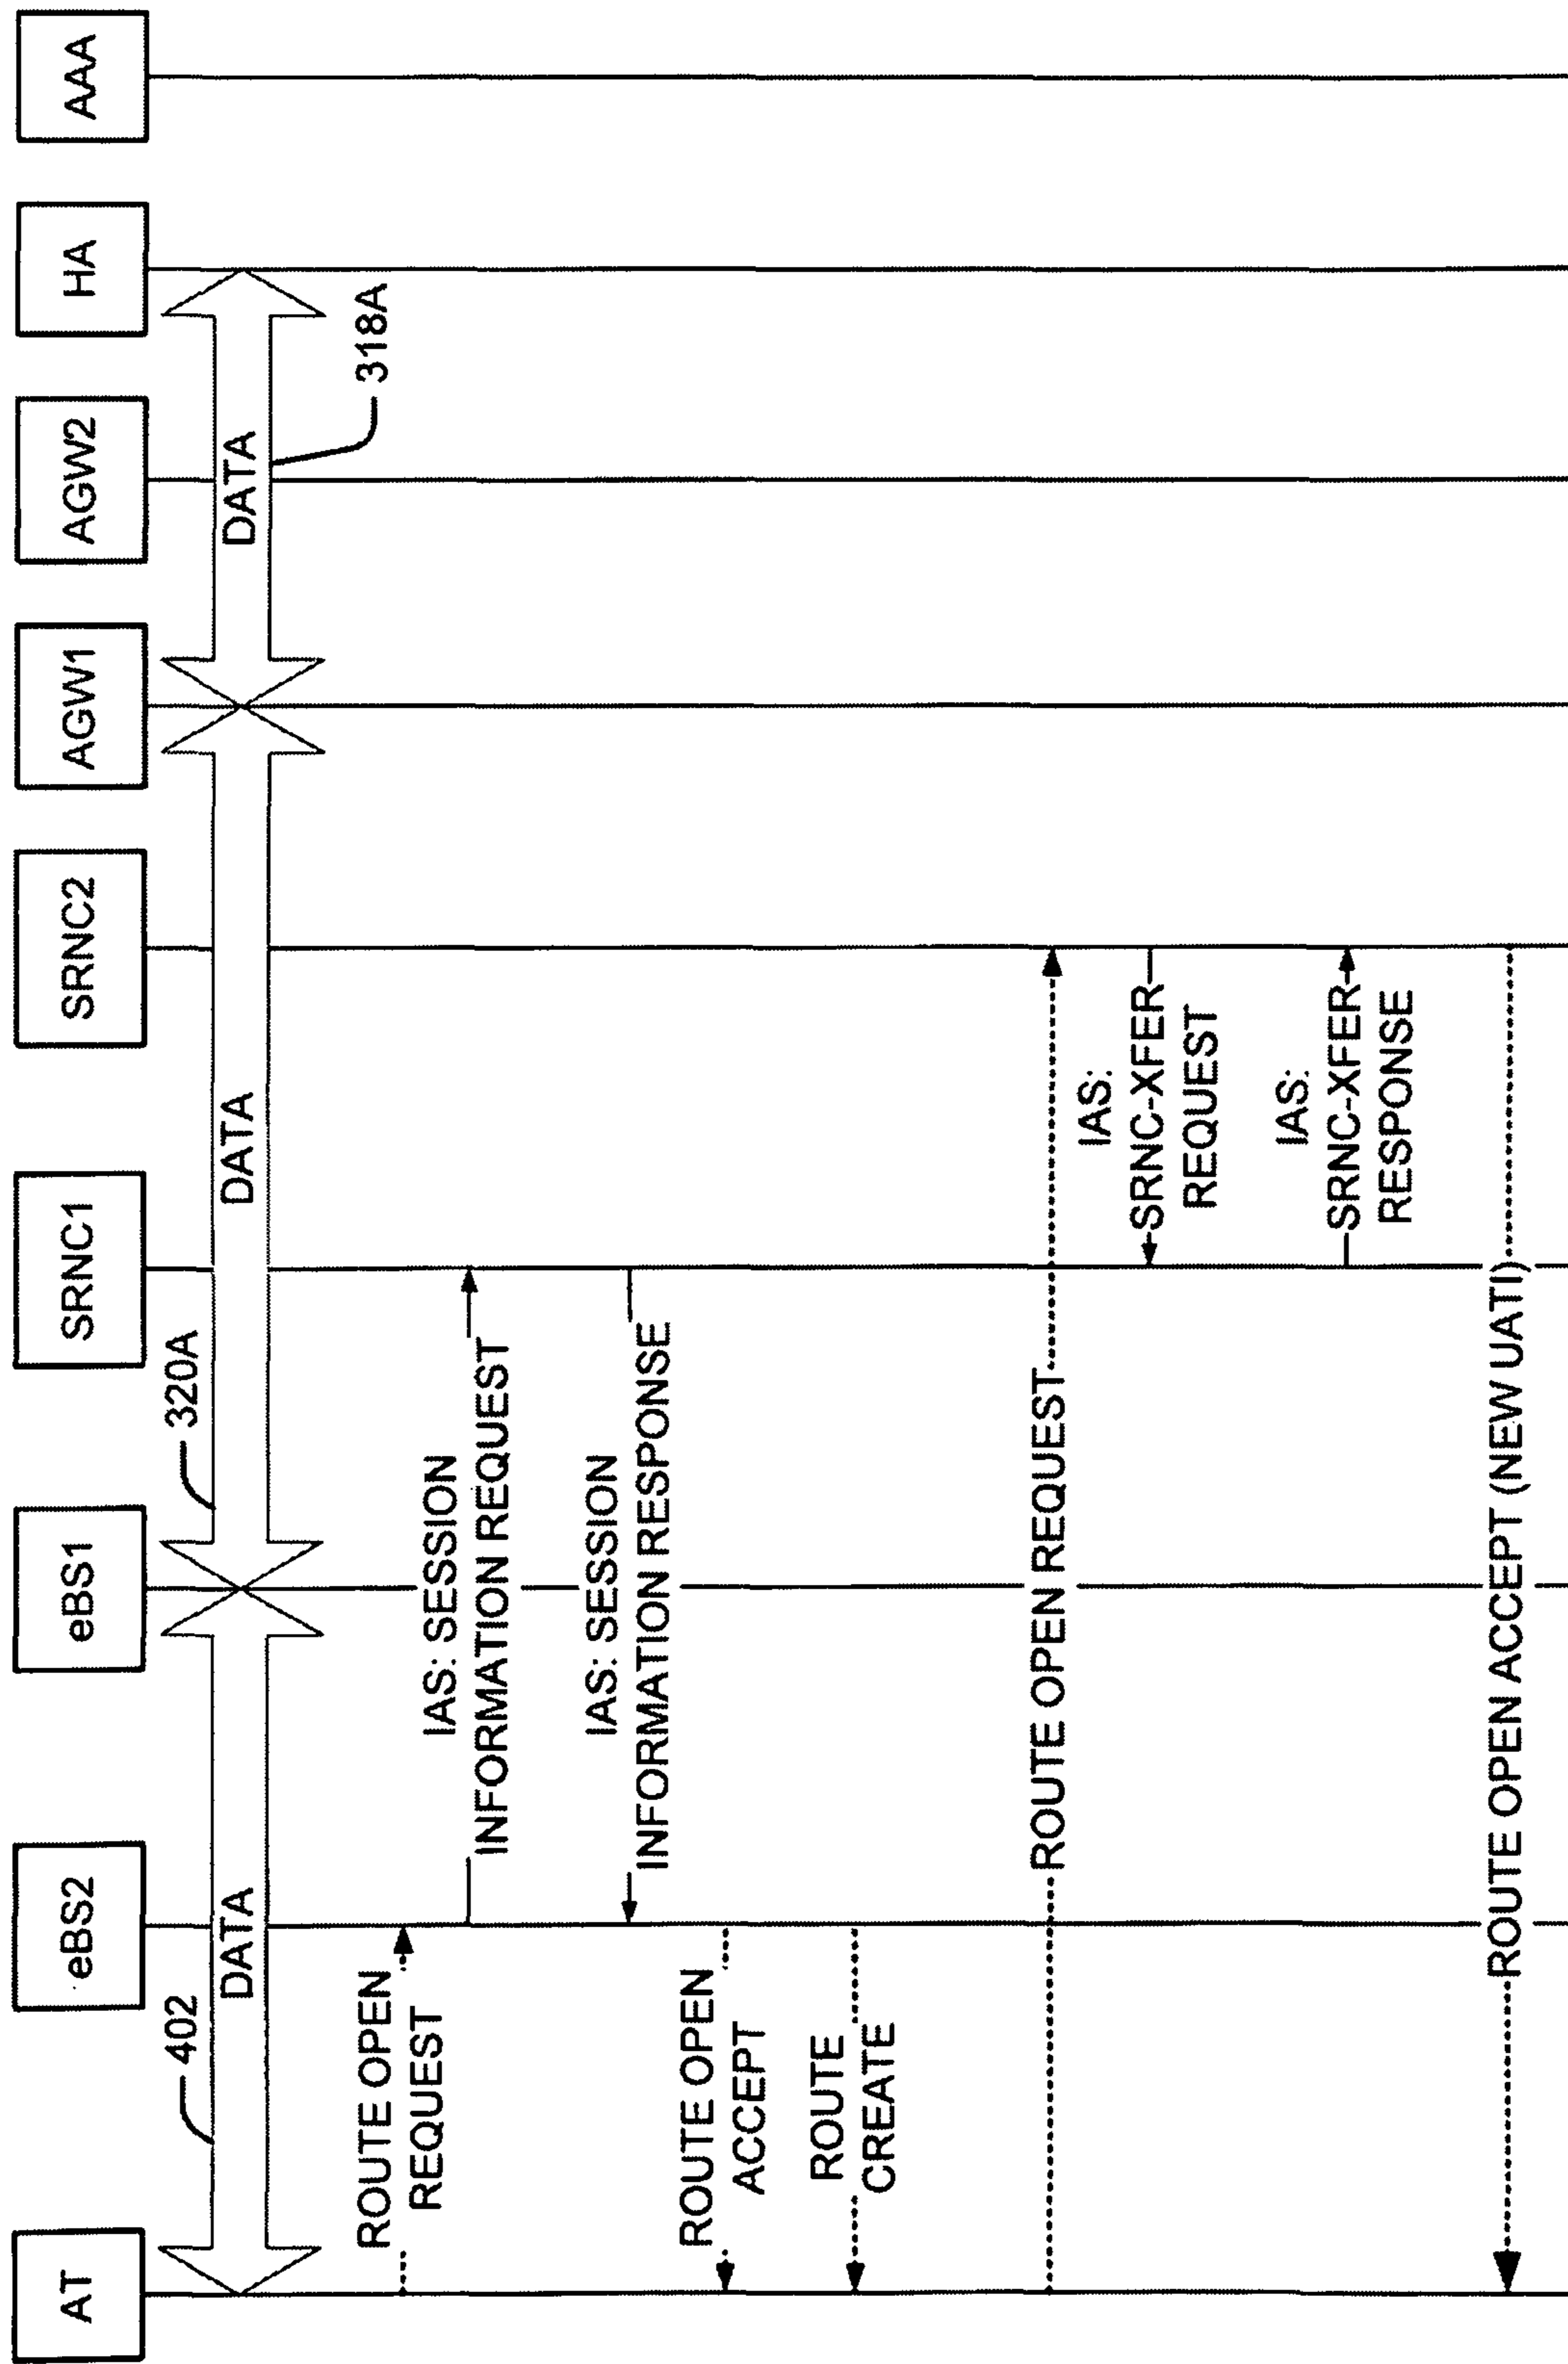 AT
eBS2
eBS1
SRNC1
SRNC2
AGW1
AGW2
HA
AAA
402
320A
DATA
DATA
DATA
318A
ROUTE OPEN
REQUEST
IAS: SESSION
INFORMATION REQUEST
IAS: SESSION
INFORMATION RESPONSE
ROUTE OPEN
ACCEPT
ROUTE
CREATE
ROUTE OPEN REQUEST
IAS:
SRNC-XFER
REQUEST
IAS:
SRNC-XFER
RESPONSE
ROUTE OPEN ACCEPT (NEW UATI)